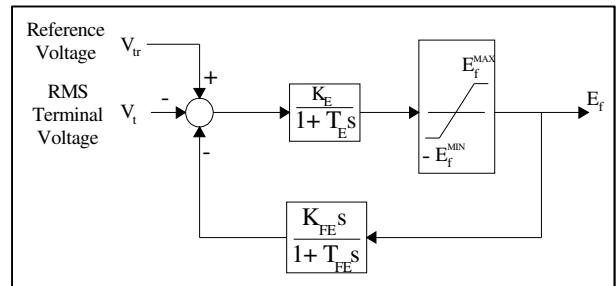 Reference
Voltage V_tr
+
RMS
Terminal
Voltage
- V_t
-
K_E
1 + T_E s
E_f^MAX
- E_f^MIN
E_f
K_FE s
1 + T_FE s